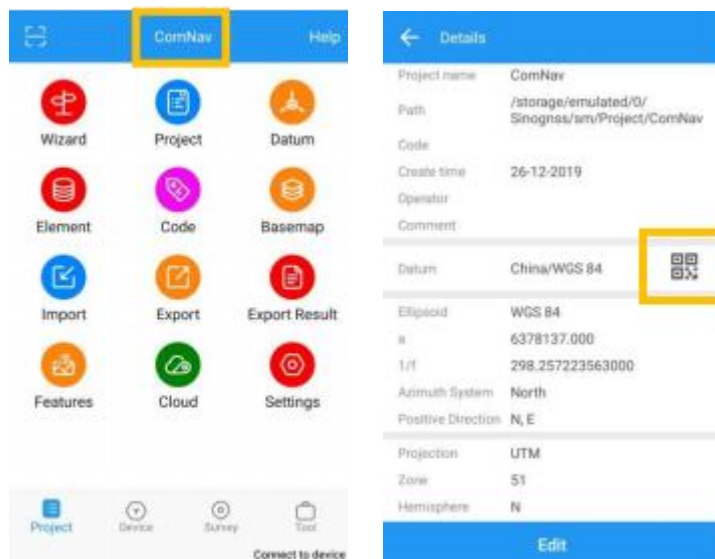 ComNav Help
Wizard Project Datum
Element Code Basemap
Import Export Export Result
Features Cloud Settings
Project Device Survey Tool
Connect to device
Details
Project name ComNav
Path /storage/emulated/0/
Sinognss/sm/Project/ComNav
Code
Create time 26-12-2019
Operator
Comment
Datum China/WGS 84
Ellipsoid WGS 84
a 6378137.000
1/f 298.257223563000
Azimuth System North
Positive Direction N, E
Projection UTM
Zone 51
Hemisphere N
Edit